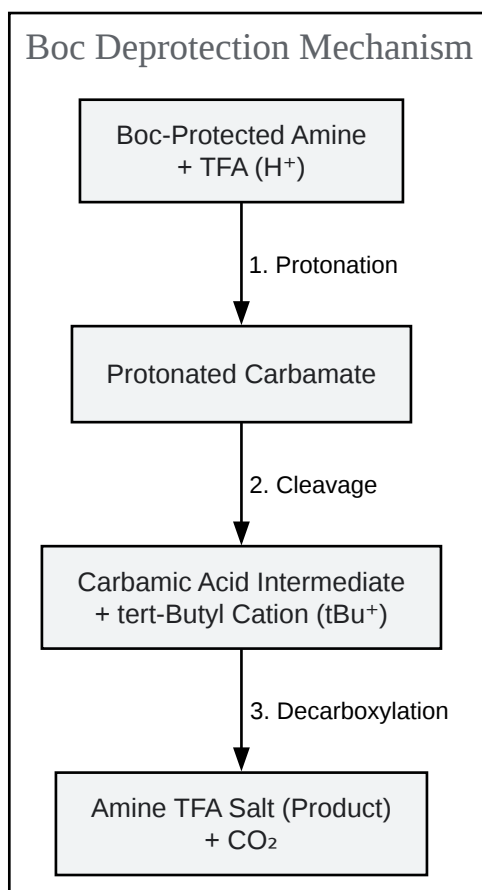 Boc Deprotection Mechanism
Boc-Protected Amine
+ TFA (H⁺)
1. Protonation
Protonated Carbamate
2. Cleavage
Carbamic Acid Intermediate
+ tert-Butyl Cation (tBu⁺)
3. Decarboxylation
Amine TFA Salt (Product)
+ CO₂